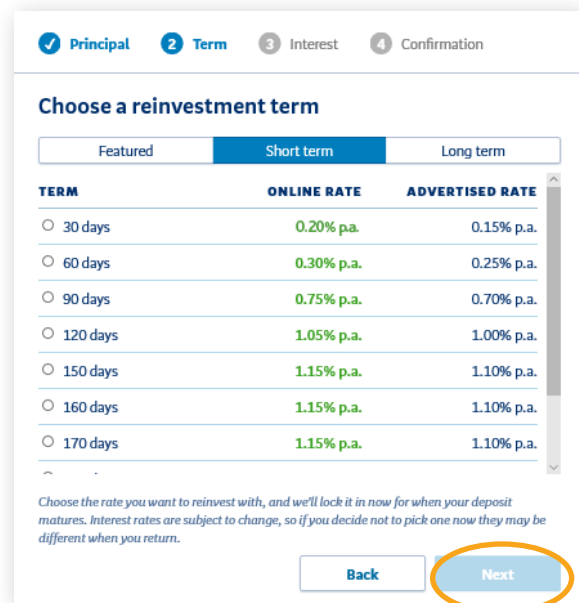 Principal 2 Term 3 Interest 4 Confirmation
Choose a reinvestment term
Featured Short term Long term
TERM ONLINE RATE ADVERTISED RATE
30 days 0.20% p.a. 0.15% p.a.
60 days 0.30% p.a. 0.25% p.a.
90 days 0.75% p.a. 0.70% p.a.
120 days 1.05% p.a. 1.00% p.a.
150 days 1.15% p.a. 1.10% p.a.
160 days 1.15% p.a. 1.10% p.a.
170 days 1.15% p.a. 1.10% p.a.
Choose the rate you want to reinvest with, and we'll lock it in now for when your deposit
matures. Interest rates are subject to change, so if you decide not to pick one now they may be
different when you return.
Back Next